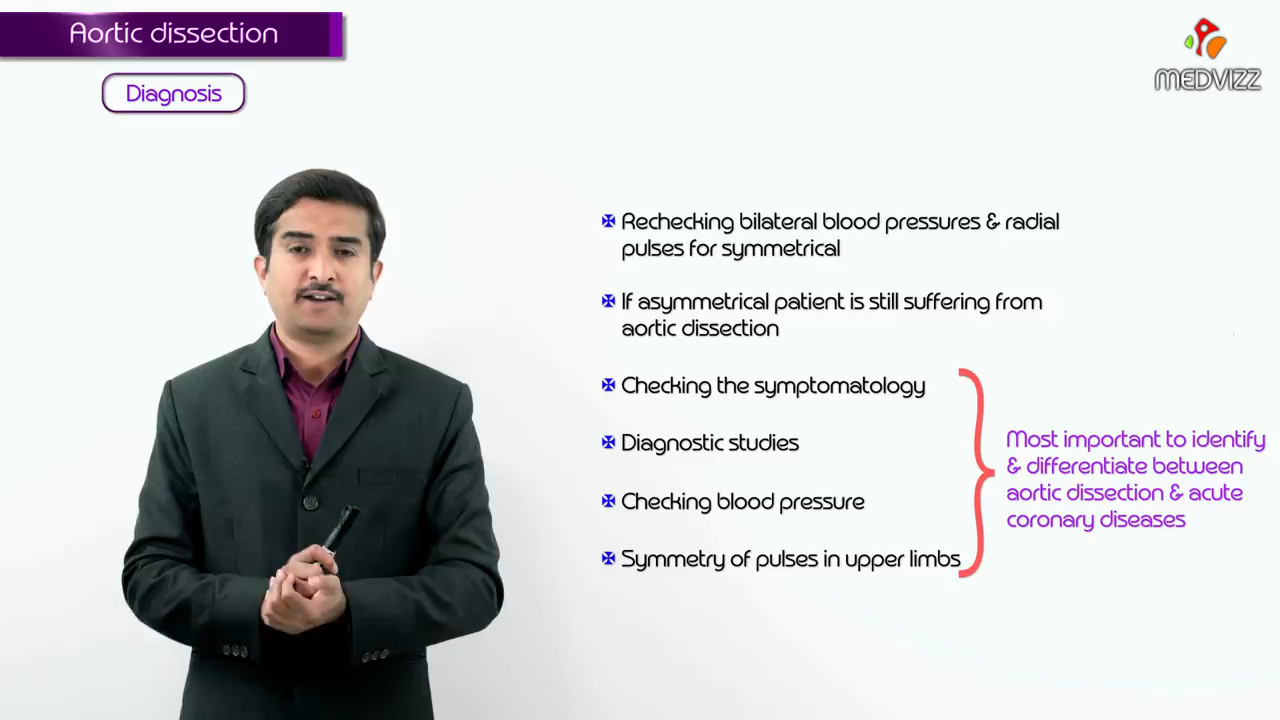 Aortic dissection
MEDVIZZ
Diagnosis
Rechecking bilateral blood pressures & radial
pulses for symmetrical
If asymmetrical patient is still suffering from
aortic dissection
Checking the symptomatology
Diagnostic studies
Checking blood pressure
Symmetry of pulses in upper limbs
Most important to identify
& differentiate between
aortic dissection & acute
coronary diseases